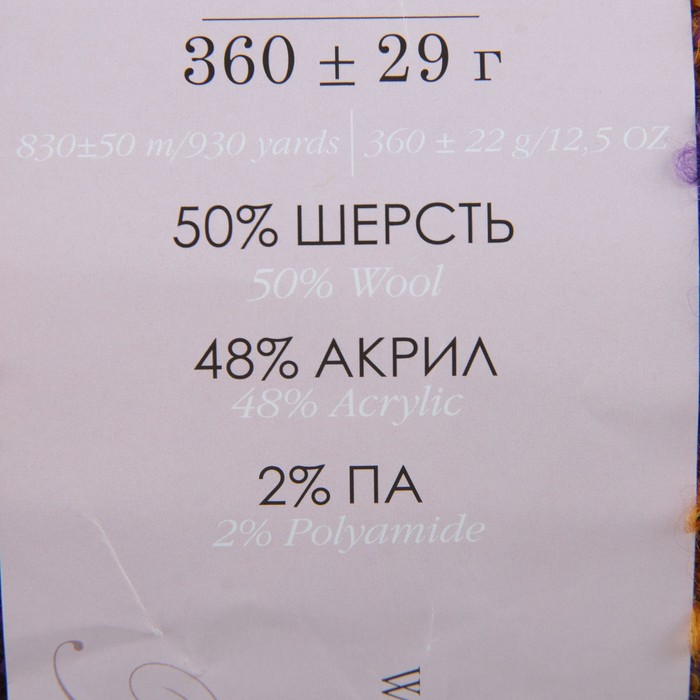 360 ± 29 г
830±50 m/930 yards | 360 ± 22 g/12,5 OZ
50% ШЕРСТЬ
50% Wool
48% АКРИЛ
48% Acrylic
2% ПА
2% Polyamide
W